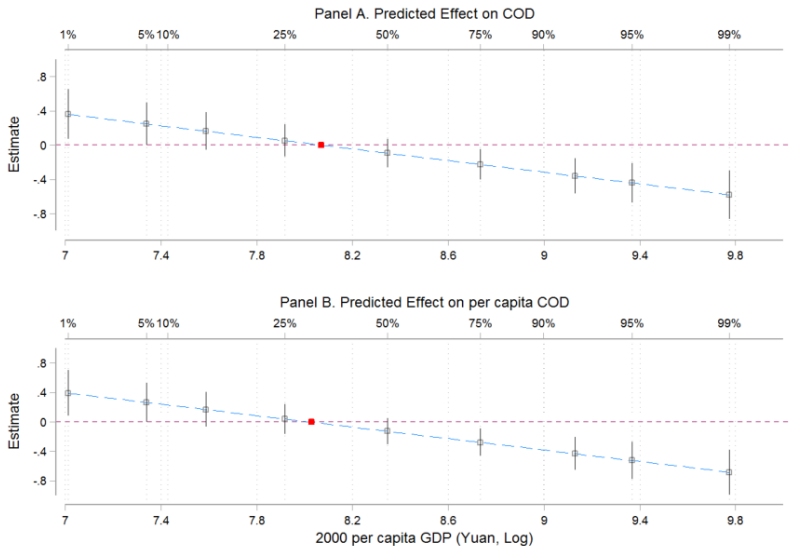 Panel A. Predicted Effect on COD
1% 5% 10% 25% 50% 75% 90% 95% 99%
.8
.4
0
-.4
-.8
Estimate
7 7.4 7.8 8.2 8.6 9 9.4 9.8
Panel B. Predicted Effect on per capita COD
1% 5% 10% 25% 50% 75% 90% 95% 99%
.8
.4
0
-.4
-.8
Estimate
7 7.4 7.8 8.2 8.6 9 9.4 9.8
2000 per capita GDP (Yuan, Log)